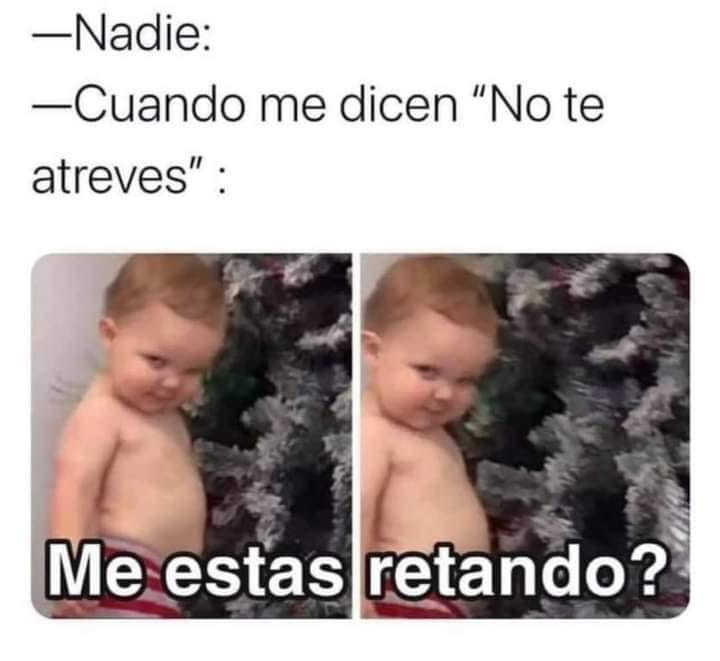 —Nadie:
—Cuando me dicen "No te
atreves" :
Me estas retando?